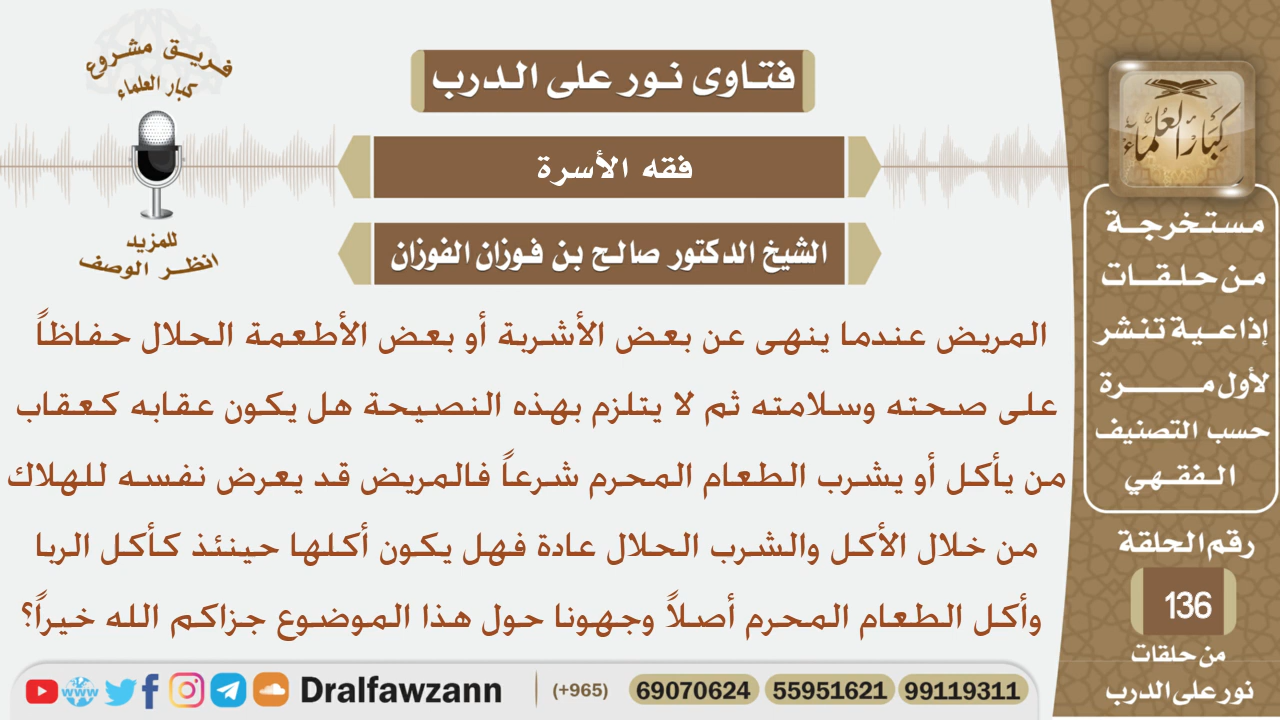 فريق مشروع
كبار العلماء
للمزيد
انظر الوصف
فتاوى نور على الدرب
فقه الأسرة
الشيخ الدكتور صالح بن فوزان الفوزان
المريض عندما ينهى عن بعض الأشربة أو بعض الأطعمة الحلال حفاظاً
على صحته وسلامته ثم لا يتلزم بهذه النصيحة هل يكون عقابه كعقاب
من يأكل أو يشرب الطعام المحرم شرعاً فالمريض قد يعرض نفسه للهلاك
من خلال الأكل والشرب الحلال عادة فهل يكون أكلها حينئذ كأكل الربا
وأكل الطعام المحرم أصلاً وجهونا حول هذا الموضوع جزاكم الله خيراً؟
كبار العلماء
مستخرجة
من حلقات
إذاعية تنشر
لأول مرة
حسب التصنيف
الفقهي
رقم الحلقة
136
من حلقات
نور على الدرب
www
Dralfawzann
(+965) 69070624 55951621 99119311